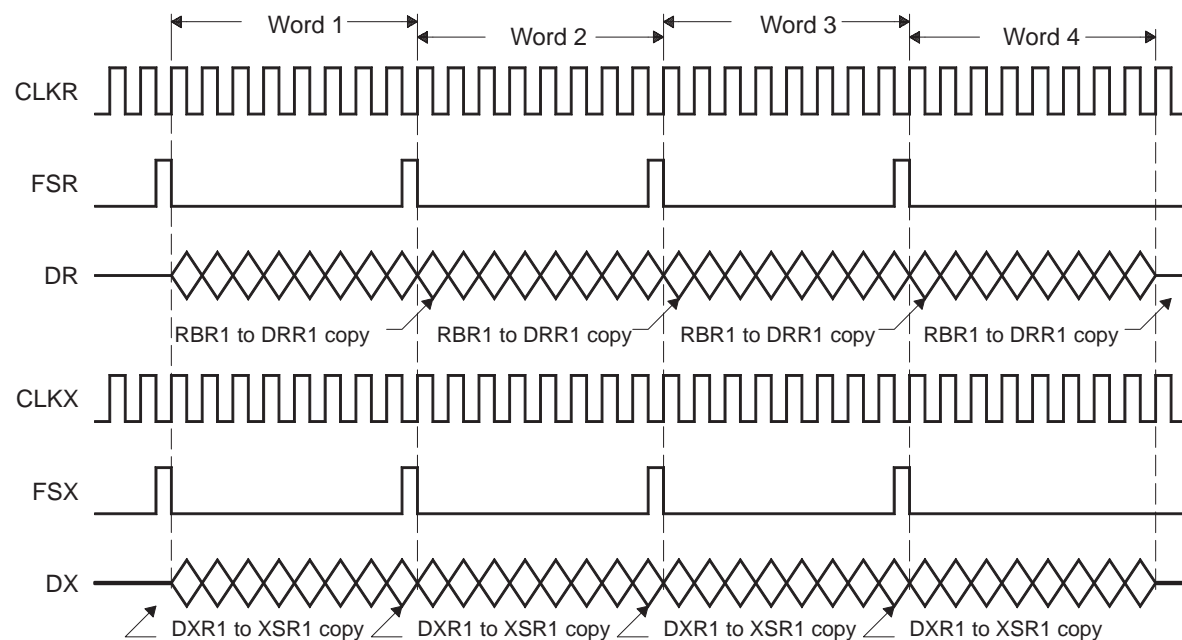 Word 1
Word 2
Word 3
Word 4
CLKR
FSR
DR
RBR1 to DRR1 copy
RBR1 to DRR1 copy
RBR1 to DRR1 copy
RBR1 to DRR1 copy
CLKX
FSX
DX
DXR1 to XSR1 copy
DXR1 to XSR1 copy
DXR1 to XSR1 copy
DXR1 to XSR1 copy